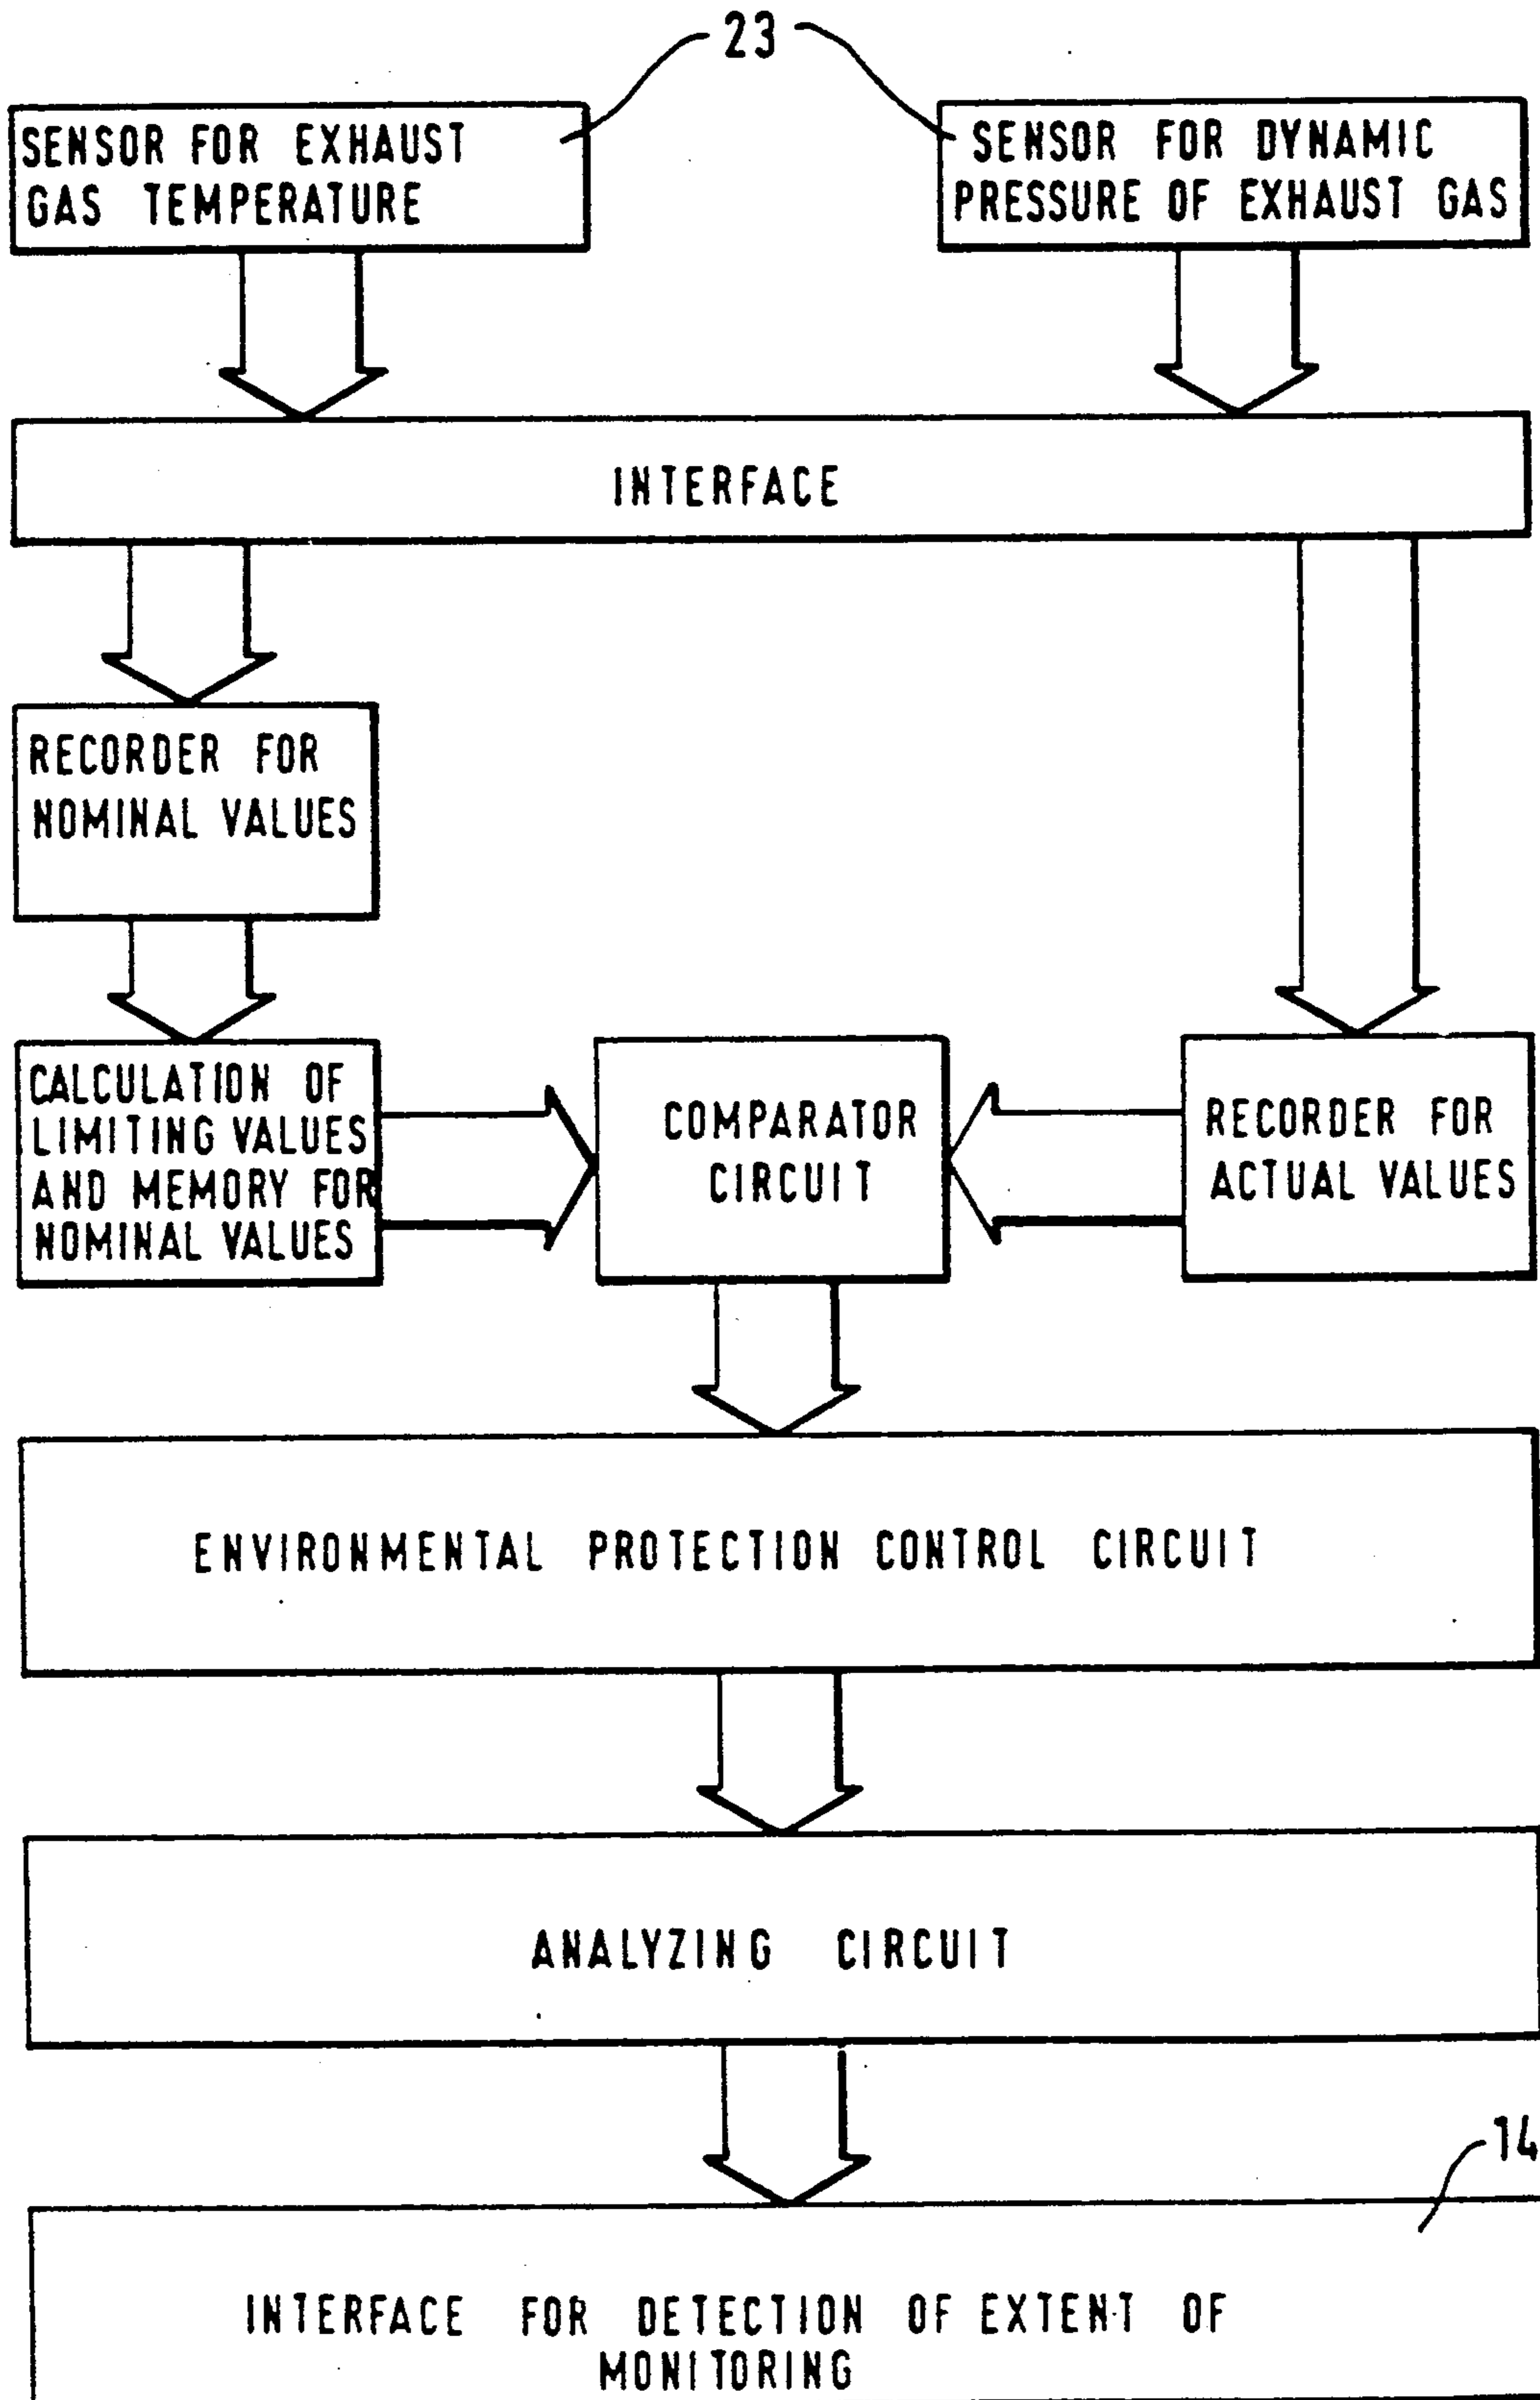 23
SENSOR FOR EXHAUST
GAS TEMPERATURE
SENSOR FOR DYNAMIC
PRESSURE OF EXHAUST GAS
INTERFACE
RECORDER FOR
NOMINAL VALUES
CALCULATION OF
LIMITING VALUES
AND MEMORY FOR
NOMINAL VALUES
COMPARATOR
CIRCUIT
RECORDER FOR
ACTUAL VALUES
ENVIRONMENTAL PROTECTION CONTROL CIRCUIT
ANALYZING CIRCUIT
14
INTERFACE FOR DETECTION OF EXTENT OF
MONITORING